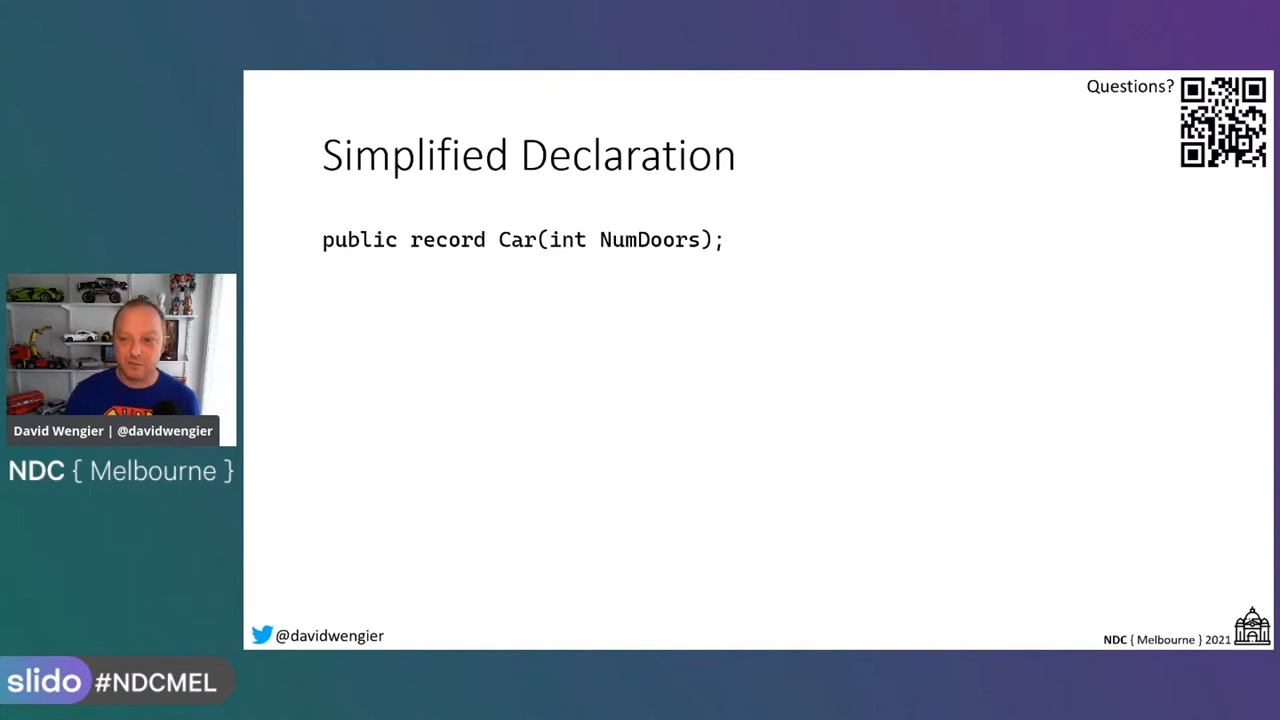 Questions?
Simplified Declaration
public record Car(int NumDoors);
David Wengier | @davidwengier
NDC { Melbourne }
@davidwengier
NDC { Melbourne } 2021
slido #NDCMEL